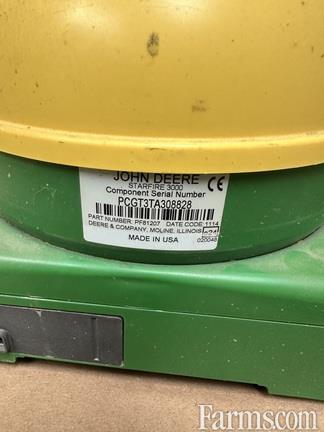 JOHN DEERE
STARFIRE 3000
Component Serial Number
PCGT3TA308828
PART NUMBER: PF81207 DATE CODE: 1114
DEERE & COMPANY, MOLINE, ILLINOIS
MADE IN USA
020048
Farms.com®